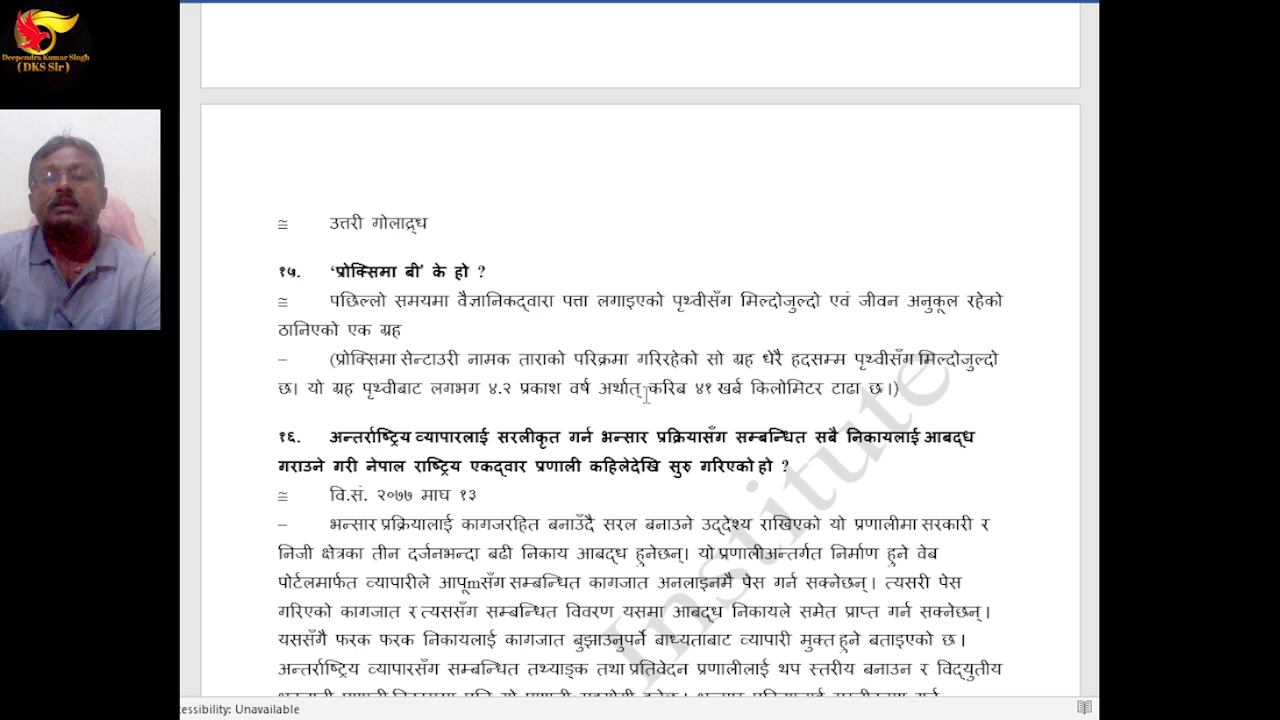 Deependra Kumar Singh
( DKS Sir )
≅ उत्तरी गोलाद्र्ध
१५. ‘प्रोक्सिमा बी’ के हो ?
≅ पछिल्लो समयमा वैज्ञानिकद्वारा पत्ता लगाइएको पृथ्वीसँग मिल्दोजुल्दो एवं जीवन अनुकूल रहेको
ठानिएको एक ग्रह
– (प्रोक्सिमा सेन्टाउरी नामक ताराको परिक्रमा गरिरहेको सो ग्रह धेरै हदसम्म पृथ्वीसँग मिल्दोजुल्दो
छ। यो ग्रह पृथ्वीबाट लगभग ४.२ प्रकाश वर्ष अर्थात् करिब ४१ खर्ब किलोमिटर टाढा छ ।)
१६. अन्तर्राष्ट्रिय व्यापारलाई सरलीकृत गर्न भन्सार प्रक्रियासँग सम्बन्धित सबै निकायलाई आबद्ध
गराउने गरी नेपाल राष्ट्रिय एकद्वार प्रणाली कहिलेदेखि सुरु गरिएको हो ?
≅ वि.सं. २०७७ माघ १३
– भन्सार प्रक्रियालाई कागजरहित बनाउँदै सरल बनाउने उद्देश्य राखिएको यो प्रणालीमा सरकारी र
निजी क्षेत्रका तीन दर्जनभन्दा बढी निकाय आबद्ध हुनेछन्। यो प्रणालीअन्तर्गत निर्माण हुने वेब
पोर्टलमार्फत व्यापारीले आपूmसँग सम्बन्धित कागजात अनलाइनमै पेस गर्न सक्नेछन् । त्यसरी पेस
गरिएको कागजात र त्यससँग सम्बन्धित विवरण यसमा आबद्ध निकायले समेत प्राप्त गर्न सक्नेछन् ।
यससँगै फरक फरक निकायलाई कागजात बुझाउनुपर्ने बाध्यताबाट व्यापारी मुक्त हुने बताइएको छ ।
अन्तर्राष्ट्रिय व्यापारसँग सम्बन्धित तथ्याङ्क तथा प्रतिवेदन प्रणालीलाई थप स्तरीय बनाउन र विद्युतीय
Institute
cessibility: Unavailable